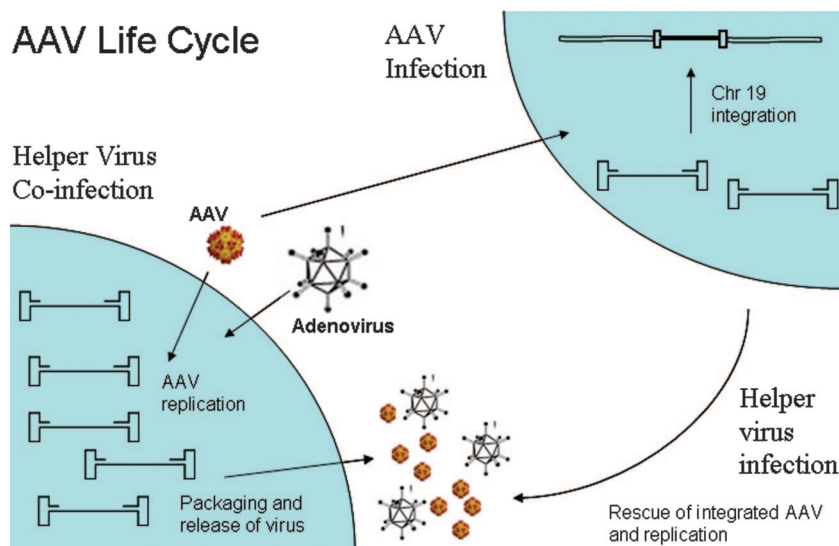 AAV Life Cycle
AAV
Infection
Chr 19
integration
Helper Virus
Co-infection
AAV
Adenovirus
AAV
replication
Packaging and
release of virus
Helper
virus
infection
Rescue of integrated AAV
and replication